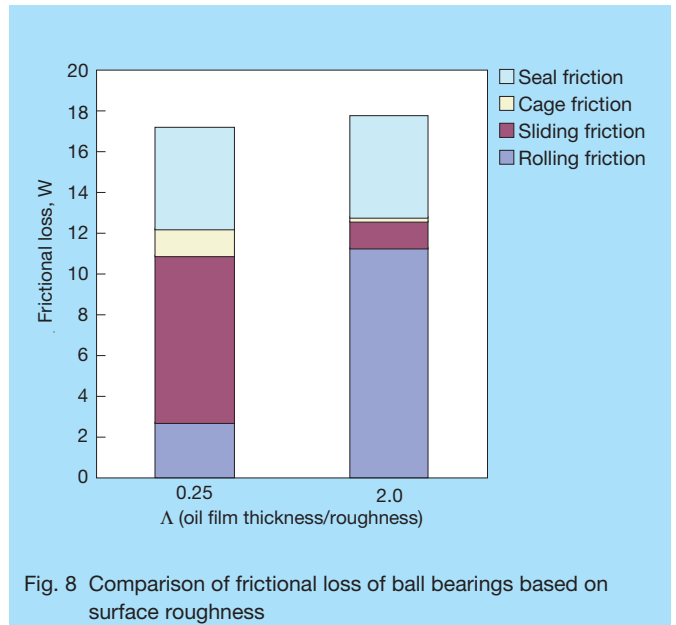 20
18
16
14
12
10
8
6
4
2
0
Frictional loss, W
0.25
2.0
Λ (oil film thickness/roughness)
Seal friction
Cage friction
Sliding friction
Rolling friction
Fig. 8 Comparison of frictional loss of ball bearings based on
surface roughness